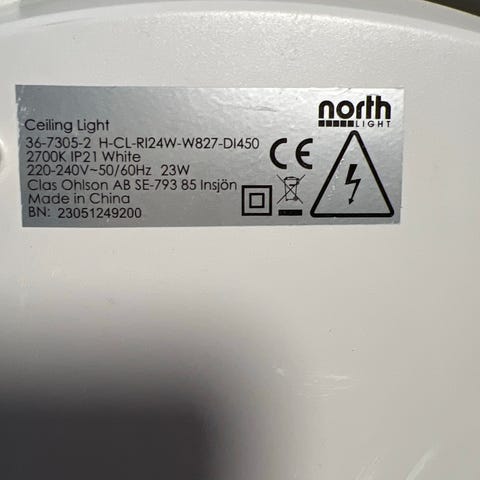 north
LIGHT
Ceiling Light
36-7305-2 H-CL-RI24W-W827-DI450
2700K IP21 White
220-240V~50/60Hz 23W
Clas Ohlson AB SE-793 85 Insjön
Made in China
BN: 23051249200
CE